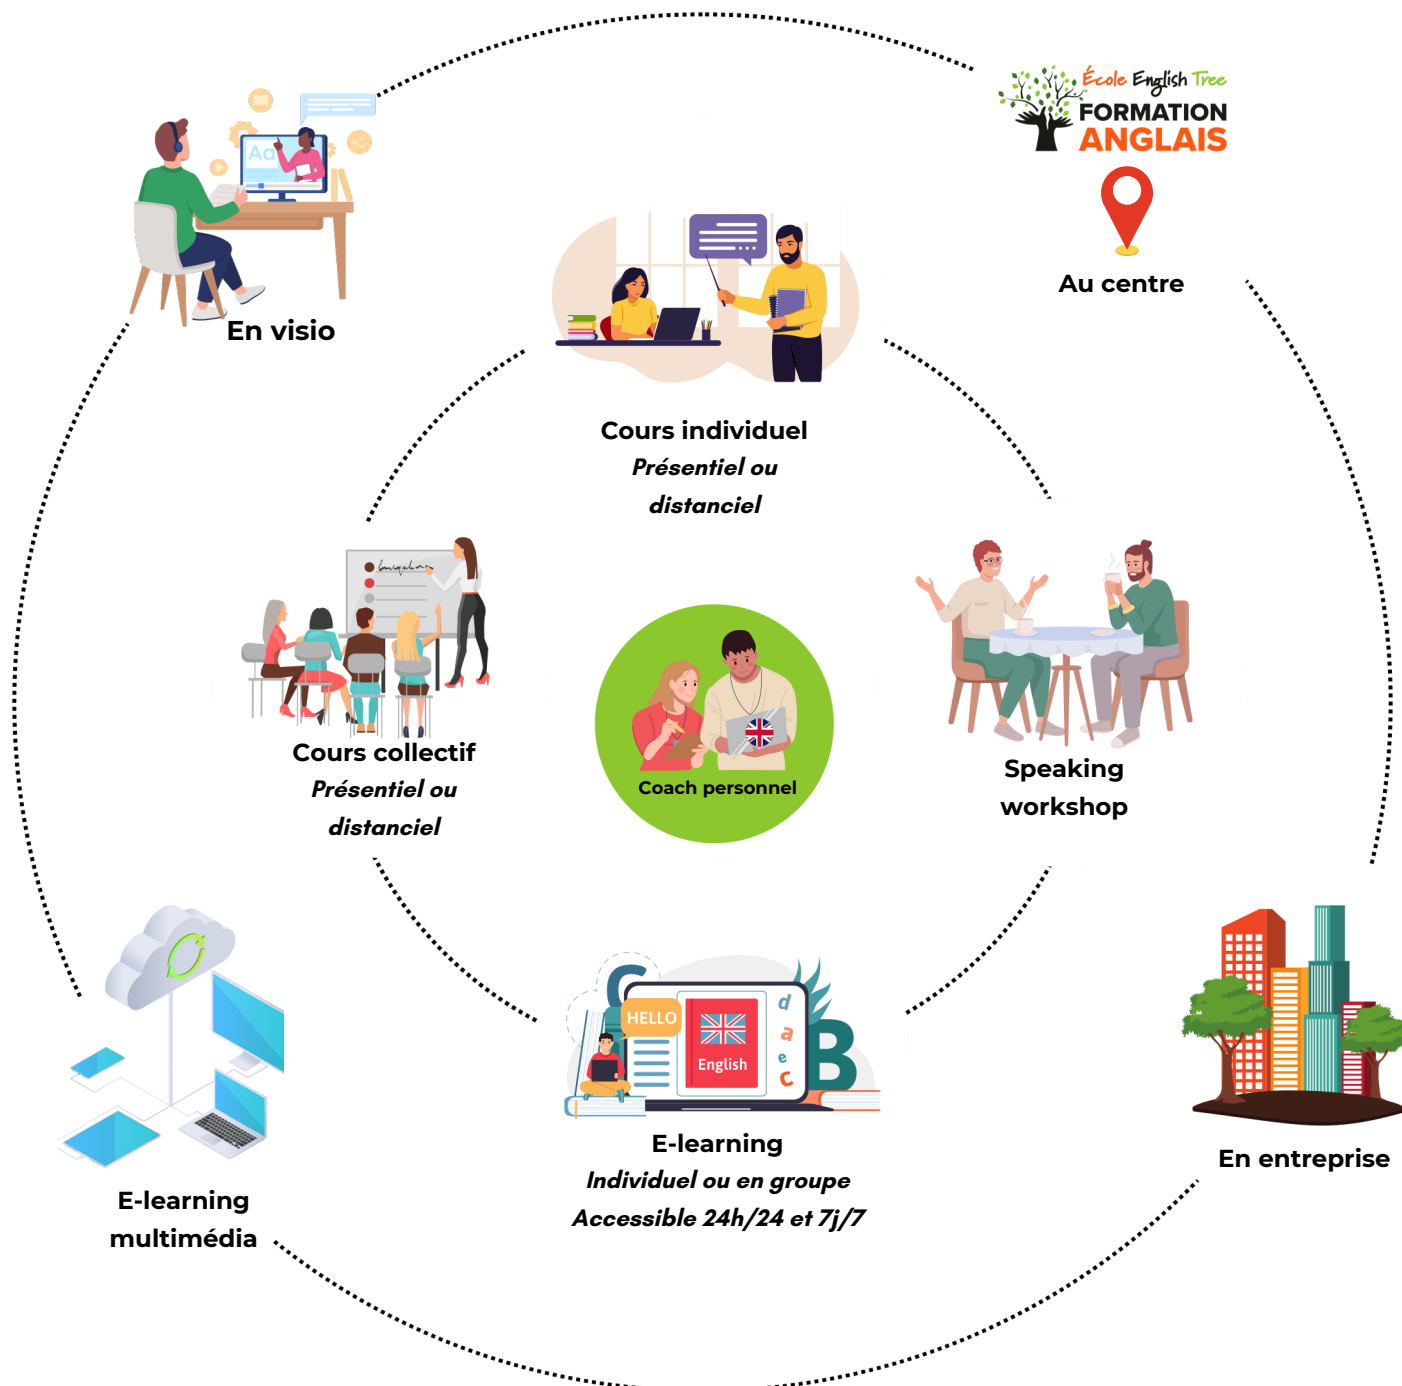 École English Tree
FORMATION
ANGLAIS
Aa
En visio
Au centre
Cours individuel
Présentiel ou
distanciel
Cours collectif
Présentiel ou
distanciel
Coach personnel
Speaking
workshop
C
HELLO
English
d
a
e
c
B
E-learning
Individuel ou en groupe
Accessible 24h/24 et 7j/7
E-learning
multimédia
En entreprise